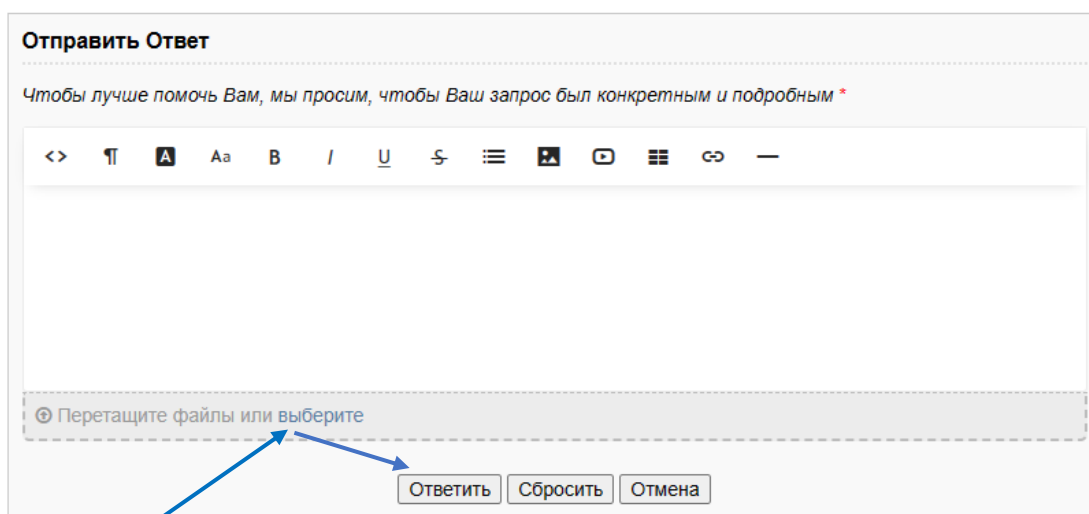 Отправить Ответ
Чтобы лучше помочь Вам, мы просим, чтобы Ваш запрос был конкретным и подробным *
<> ¶ A Aa B I U S
Перетащите файлы или выберите
Ответить Сбросить Отмена